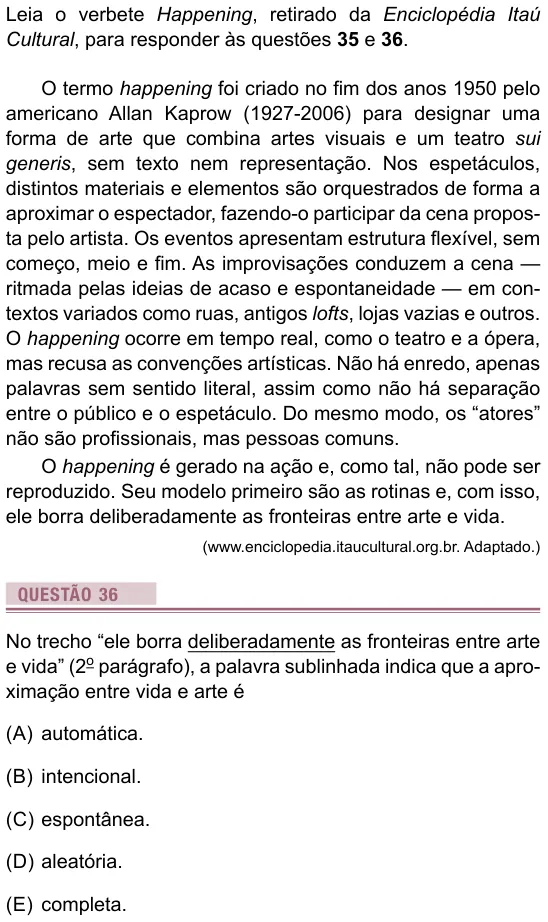 Leia o verbete Happening, retirado da Enciclopédia Itaú
Cultural, para responder às questões 35 e 36.
O termo happening foi criado no fim dos anos 1950 pelo
americano Allan Kaprow (1927-2006) para designar uma
forma de arte que combina artes visuais e um teatro sui
generis, sem texto nem representação. Nos espetáculos,
distintos materiais e elementos são orquestrados de forma a
aproximar o espectador, fazendo-o participar da cena propos-
ta pelo artista. Os eventos apresentam estrutura flexível, sem
começo, meio e fim. As improvisações conduzem a cena —
ritmada pelas ideias de acaso e espontaneidade — em con-
textos variados como ruas, antigos lofts, lojas vazias e outros.
O happening ocorre em tempo real, como o teatro e a ópera,
mas recusa as convenções artísticas. Não há enredo, apenas
palavras sem sentido literal, assim como não há separação
entre o público e o espetáculo. Do mesmo modo, os “atores”
não são profissionais, mas pessoas comuns.
O happening é gerado na ação e, como tal, não pode ser
reproduzido. Seu modelo primeiro são as rotinas e, com isso,
ele borra deliberadamente as fronteiras entre arte e vida.
(www.enciclopedia.itaucultural.org.br. Adaptado.)
QUESTÃO 36
No trecho “ele borra deliberadamente as fronteiras entre arte
e vida” (2º parágrafo), a palavra sublinhada indica que a apro-
ximação entre vida e arte é
(A) automática.
(B) intencional.
(C) espontânea.
(D) aleatória.
(E) completa.